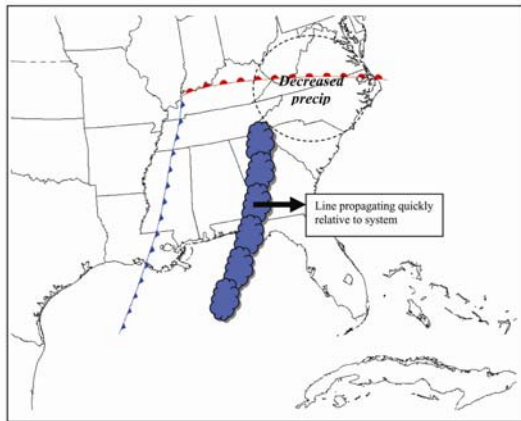 Decreased
precip
Line propagating quickly
relative to system